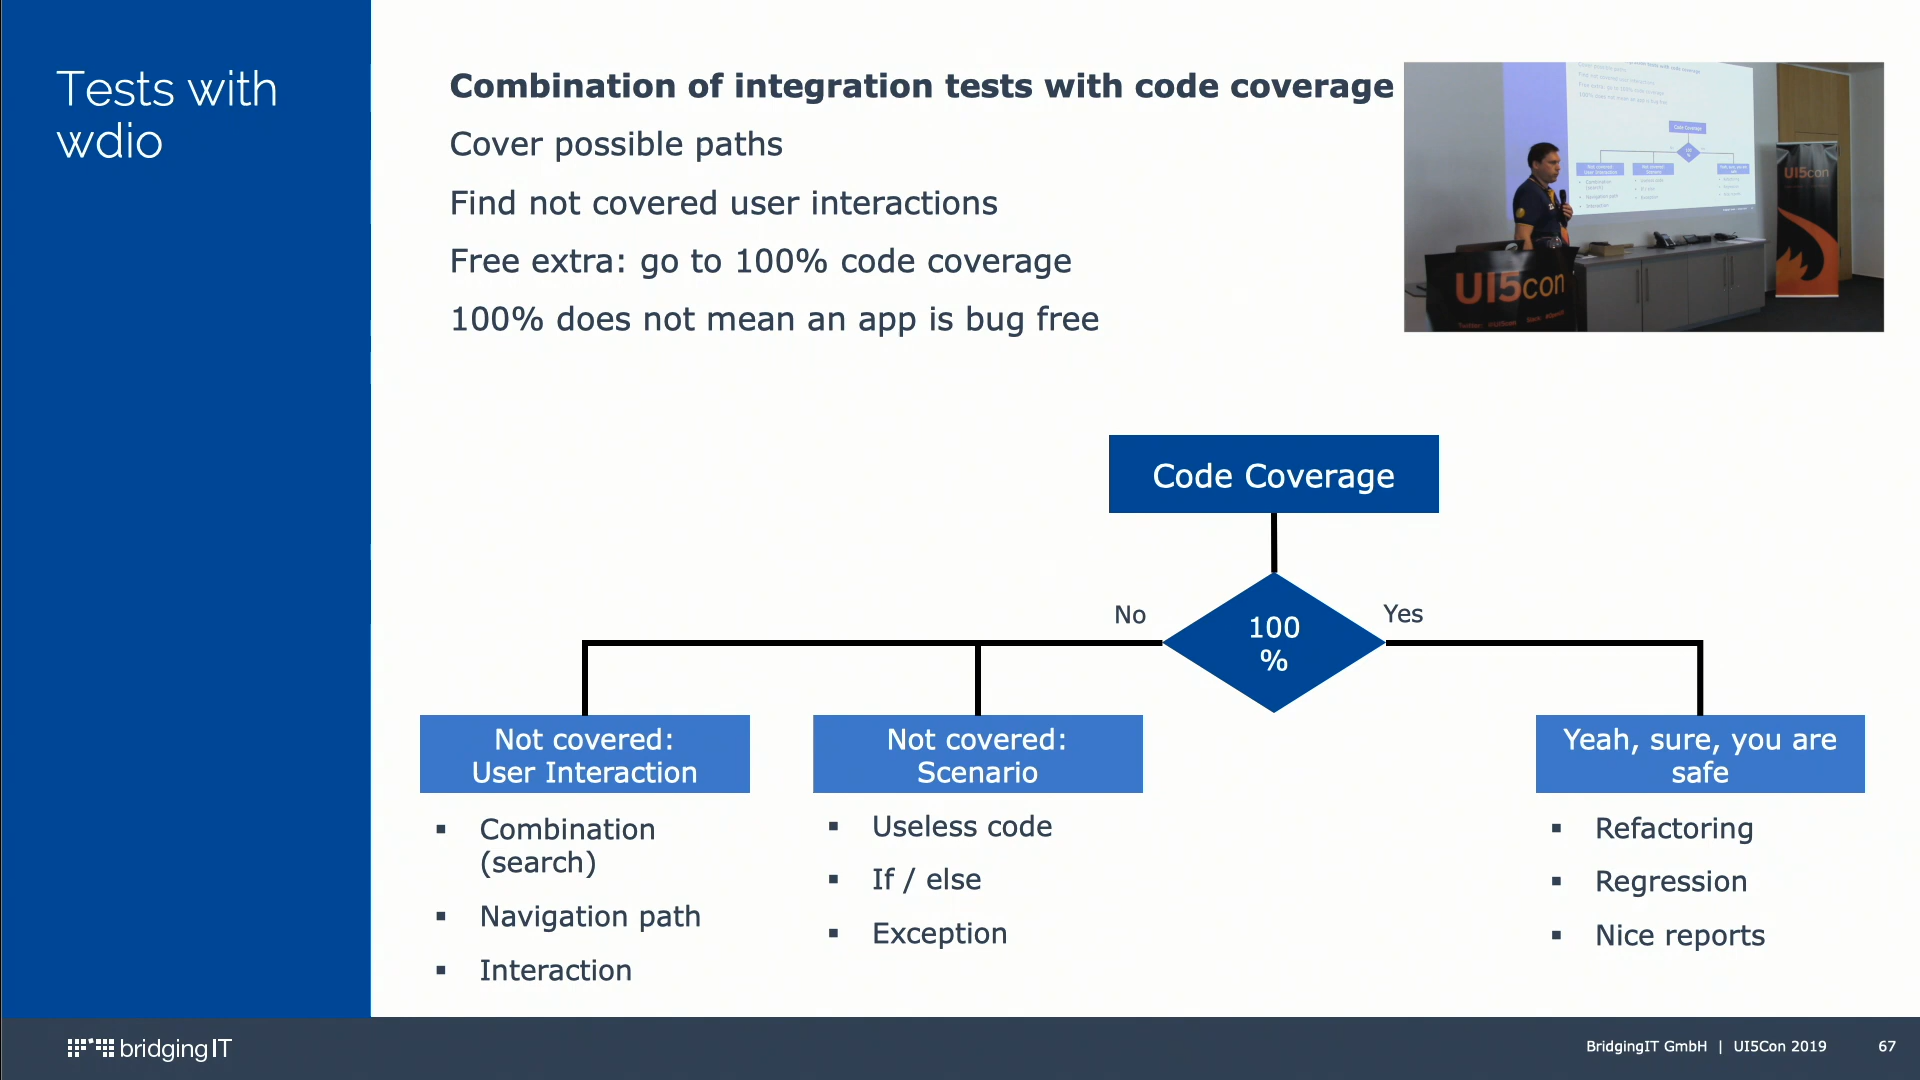 Tests with
wdio
Combination of integration tests with code coverage
Cover possible paths
Find not covered user interactions
Free extra: go to 100% code coverage
100% does not mean an app is bug free
UI5con
UI5con
Code Coverage
No
100
%
Yes
Not covered:
User Interaction
▪ Combination
(search)
▪ Navigation path
▪ Interaction
Not covered:
Scenario
▪ Useless code
▪ If / else
▪ Exception
Yeah, sure, you are
safe
▪ Refactoring
▪ Regression
▪ Nice reports
bridgingIT
BridgingIT GmbH | UI5Con 2019 67